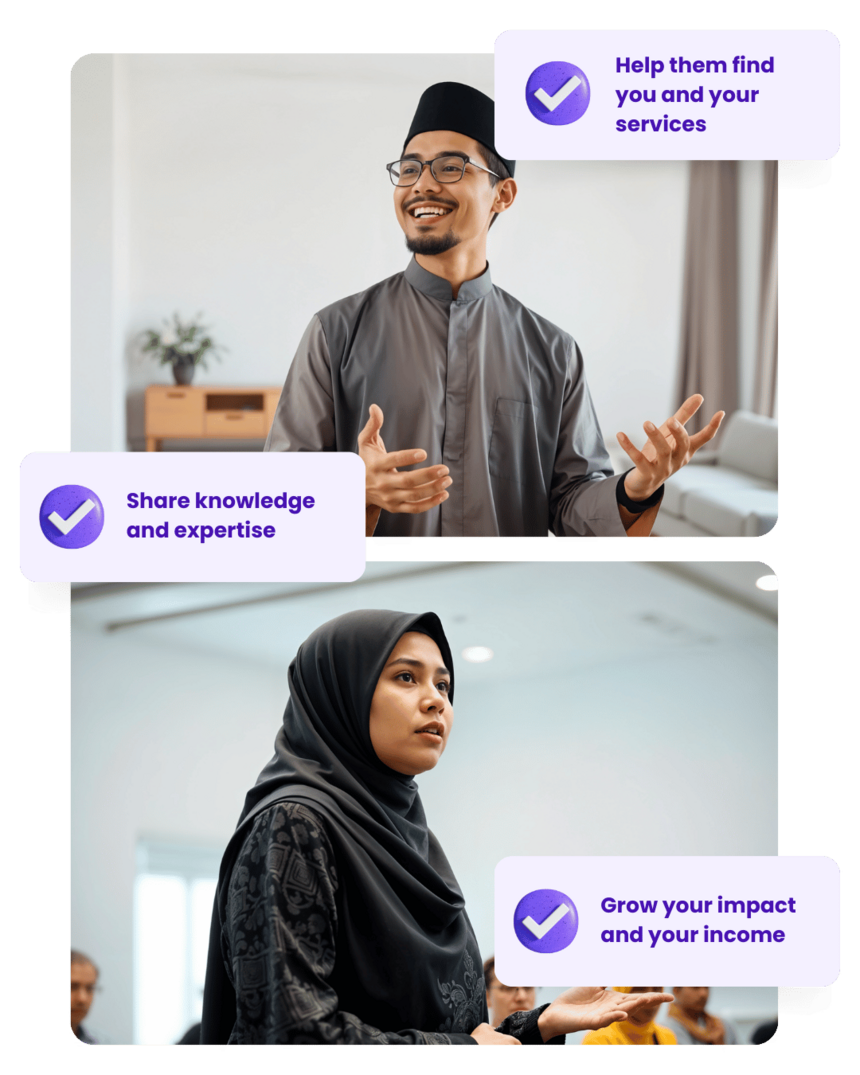 Help them find
you and your
services
Share knowledge
and expertise
Grow your impact
and your income